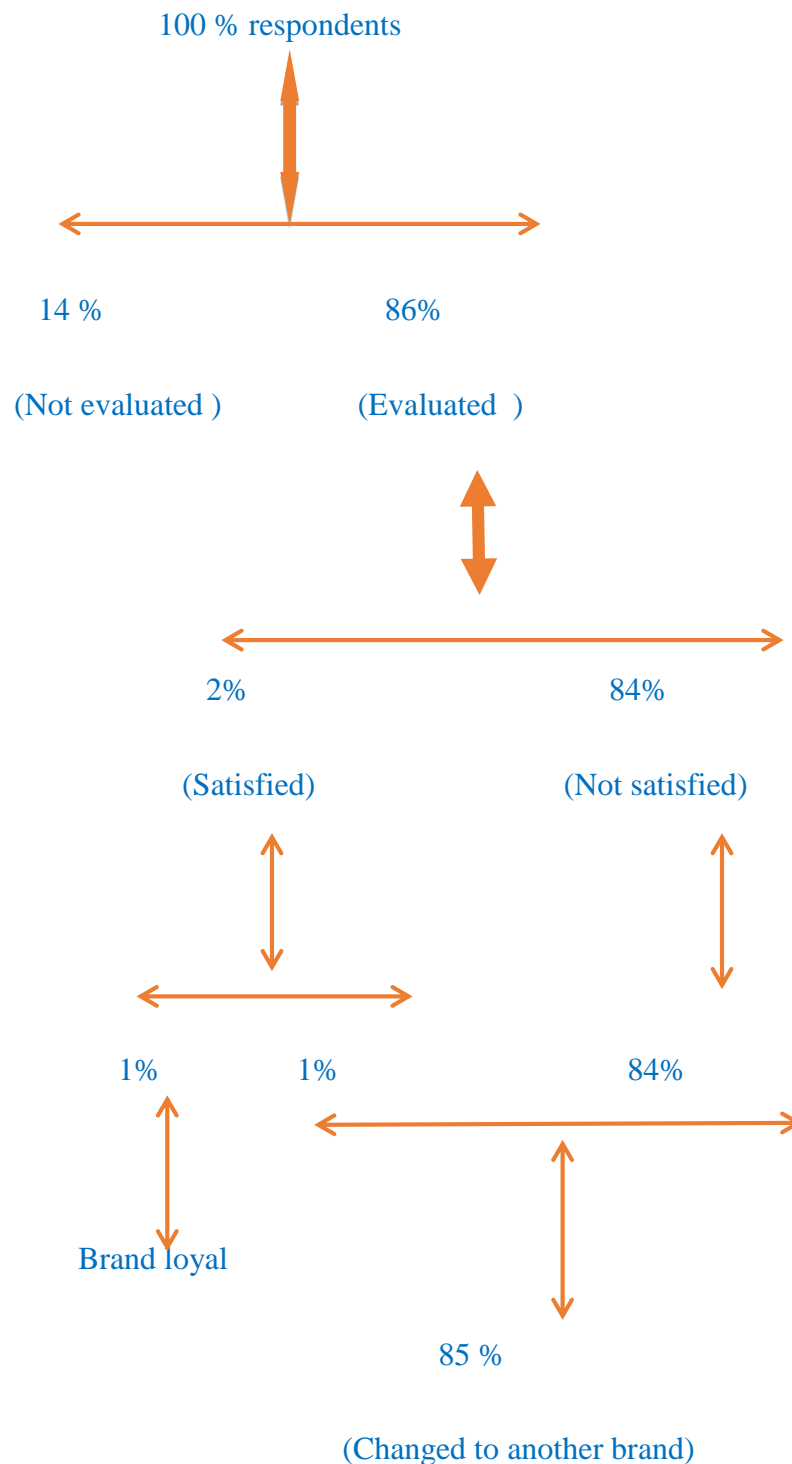 100 % respondents
14 % 86%
(Not evaluated ) (Evaluated )
2% 84%
(Satisfied) (Not satisfied)
1% 1% 84%
Brand loyal
85 %
(Changed to another brand)